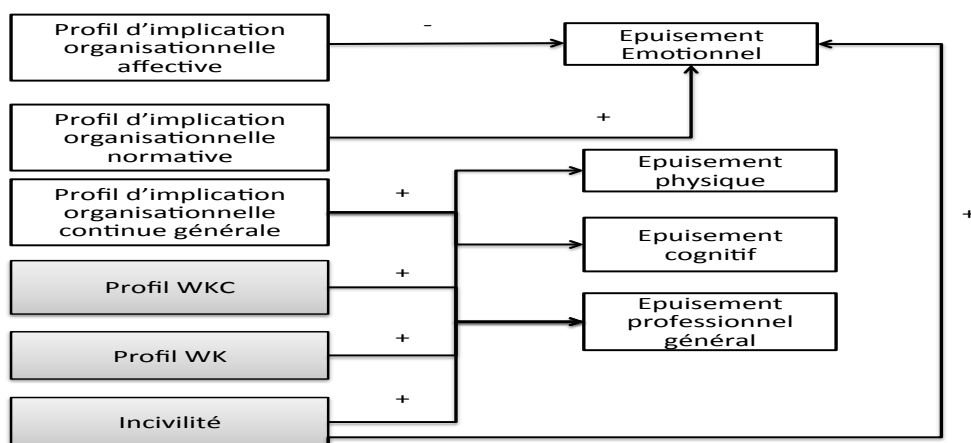 Profil d’implication
organisationnelle
affective
-
Epuisement
Emotionnel
Profil d’implication
organisationnelle
normative
+
Epuisement
physique
Profil d’implication
organisationnelle
continue générale
+
+
Epuisement
cognitif
Profil WKC
+
Epuisement
professionnel
général
Profil WK
+
Incivilité
+